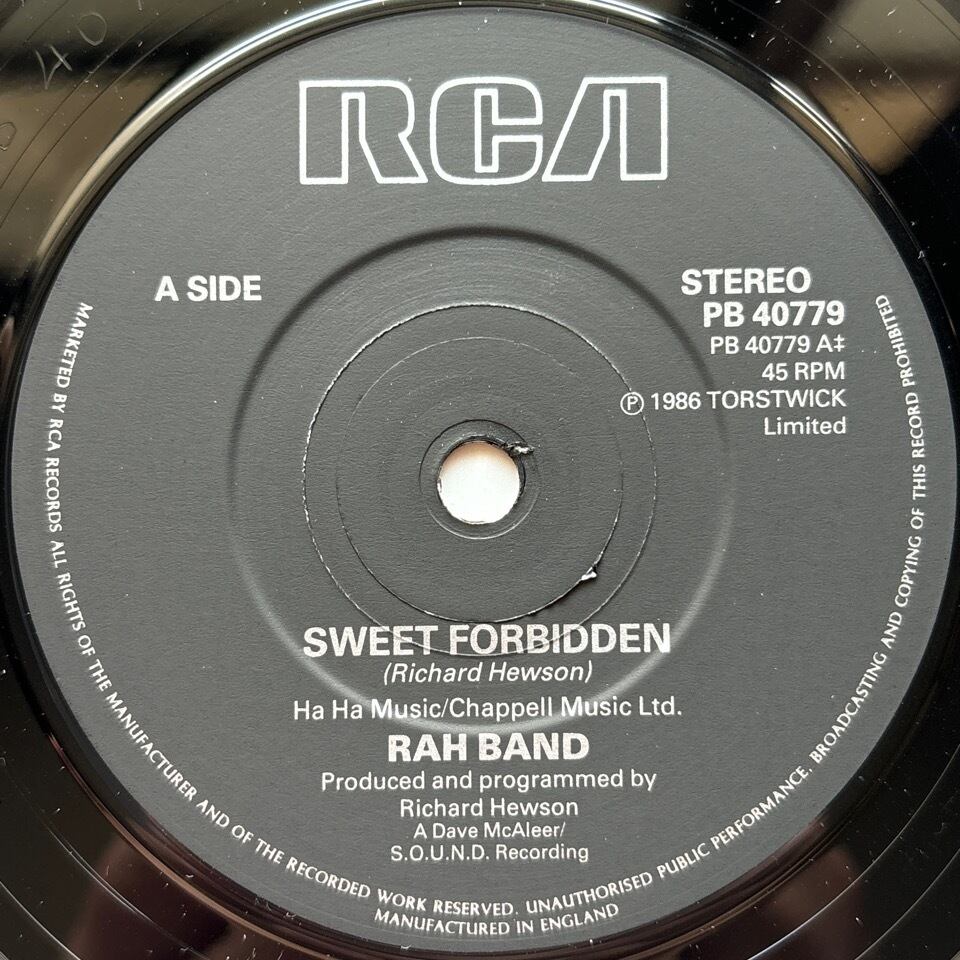 RCA
A SIDE
STEREO
PB 40779
PB 40779 A‡
45 RPM
℗ 1986 TORSTWICK
Limited
SWEET FORBIDDEN
(Richard Hewson)
Ha Ha Music/Chappell Music Ltd.
RAH BAND
Produced and programmed by
Richard Hewson
A Dave McAleer/
S.O.U.N.D. Recording
MARKETED BY RCA RECORDS ALL RIGHTS OF THE MANUFACTURER AND OF THE RECORDED WORK RESERVED. UNAUTHORISED PUBLIC PERFORMANCE, BROADCASTING AND COPYING OF THIS RECORD PROHIBITED
MANUFACTURED IN ENGLAND